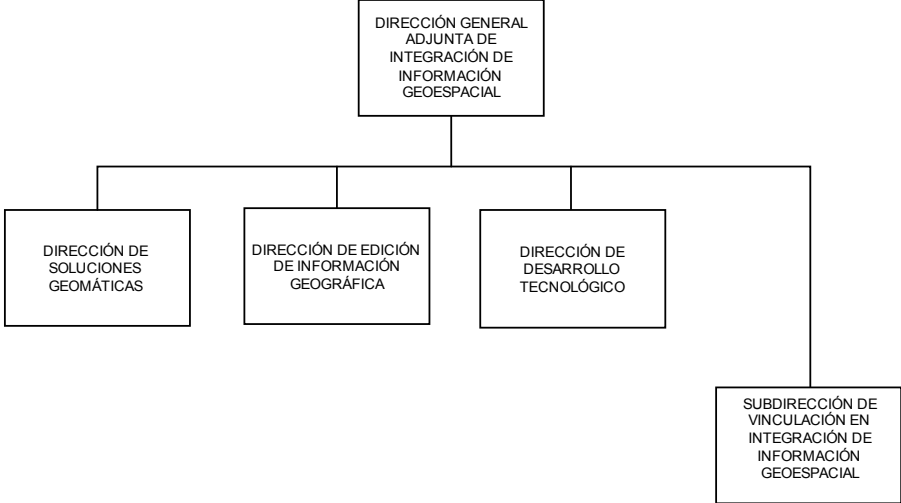 DIRECCIÓN GENERAL
ADJUNTA DE
INTEGRACIÓN DE
INFORMACIÓN
GEOESPACIAL
DIRECCIÓN DE
SOLUCIONES
GEOMÁTICAS
DIRECCIÓN DE EDICIÓN
DE INFORMACIÓN
GEOGRÁFICA
DIRECCIÓN DE
DESARROLLO
TECNOLÓGICO
SUBDIRECCIÓN DE
VINCULACIÓN EN
INTEGRACIÓN DE
INFORMACIÓN
GEOESPACIAL